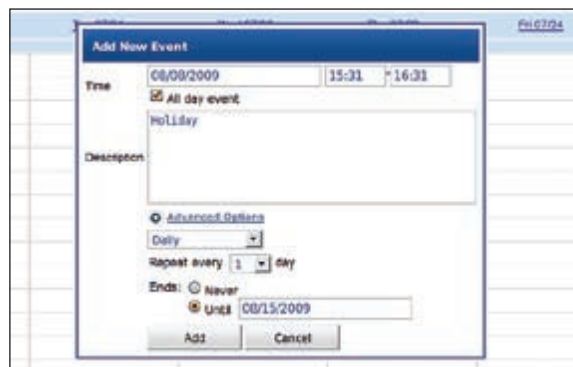 Fri 07/24
Add New Event
Time 08/08/2009 15:31 - 16:31
All day event
Holiday
Description
Advanced Options
Daily
Repeat every 1 day
Ends: Never
Until 08/15/2009
Add Cancel